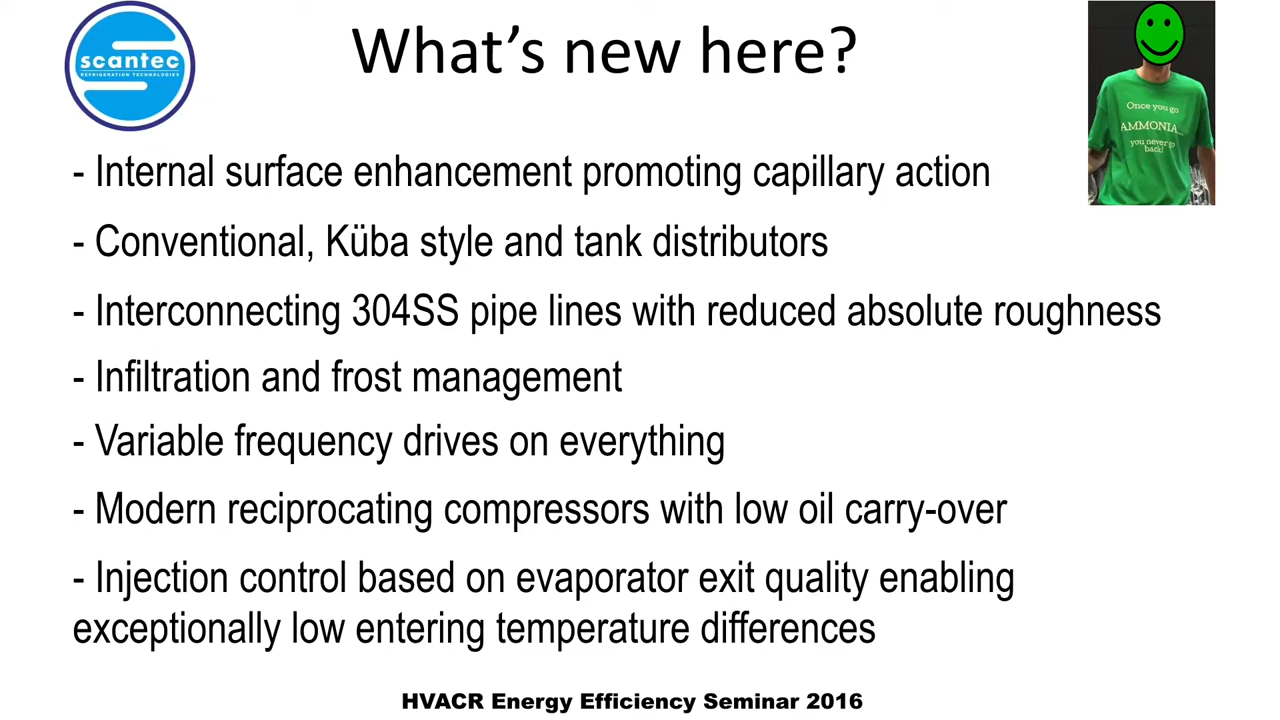 scantec
REFRIGERATION TECHNOLOGIES
What's new here?
Once you go
AMMONIA...
you never go
back!
- Internal surface enhancement promoting capillary action
- Conventional, Küba style and tank distributors
- Interconnecting 304SS pipe lines with reduced absolute roughness
- Infiltration and frost management
- Variable frequency drives on everything
- Modern reciprocating compressors with low oil carry-over
- Injection control based on evaporator exit quality enabling
exceptionally low entering temperature differences
HVACR Energy Efficiency Seminar 2016